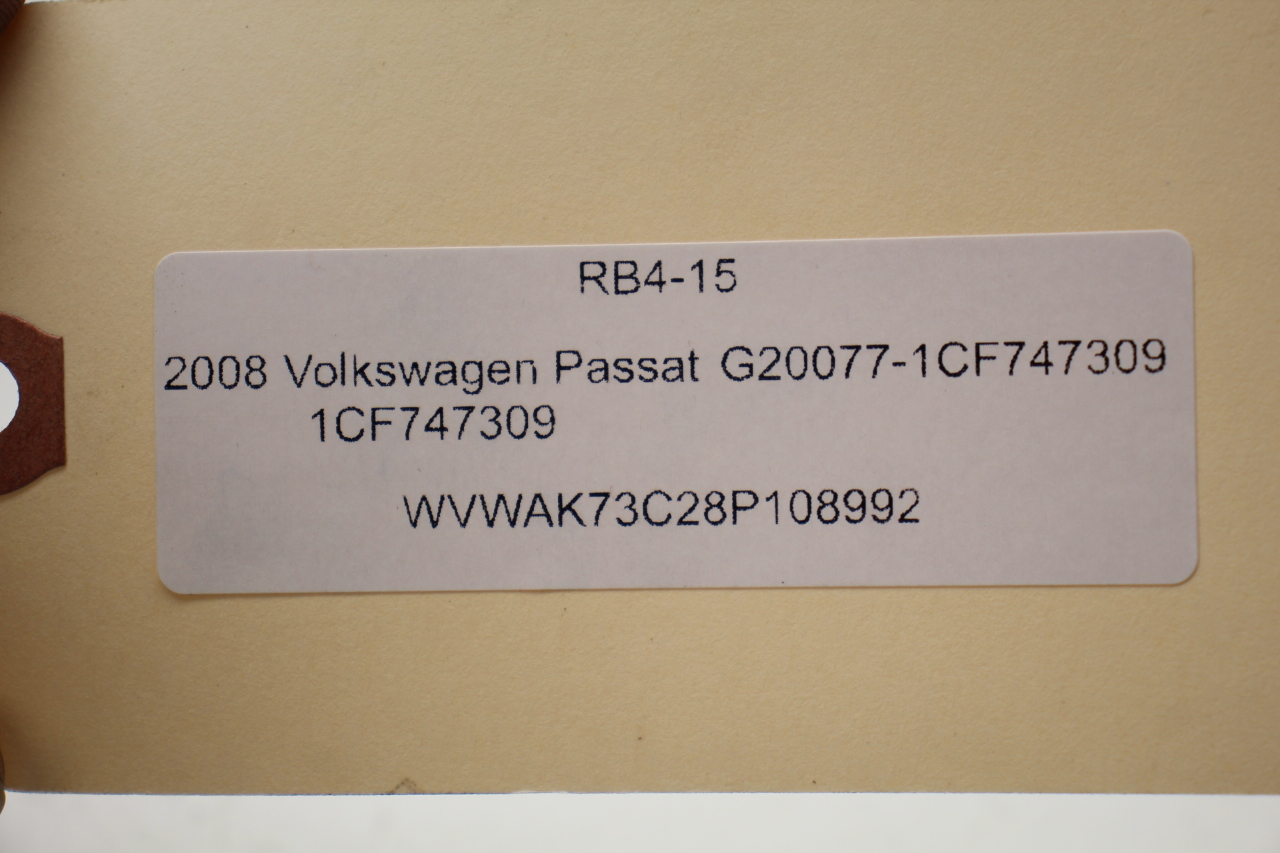 RB4-15
2008 Volkswagen Passat G20077-1CF747309
1CF747309
WVWAK73C28P108992